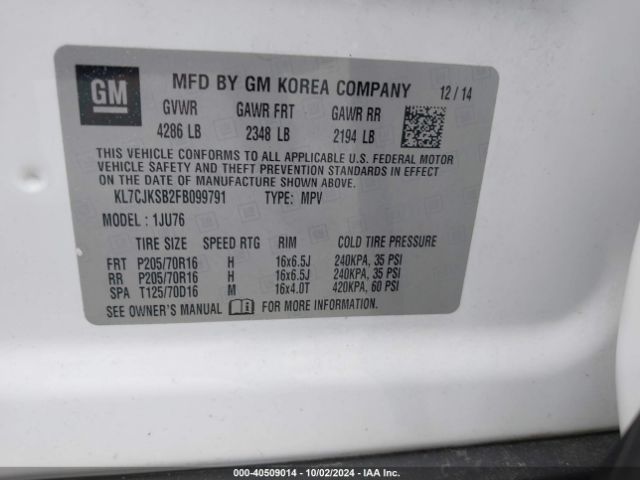 GM
MFD BY GM KOREA COMPANY 12 / 14
GVWR GAWR FRT GAWR RR
4286 LB 2348 LB 2194 LB
THIS VEHICLE CONFORMS TO ALL APPLICABLE U.S. FEDERAL MOTOR
VEHICLE SAFETY AND THEFT PREVENTION STANDARDS IN EFFECT ON THE
DATE OF MANUFACTURE SHOWN ABOVE.
KL7CJKSB2FB099791 TYPE: MPV
MODEL : 1JU76
TIRE SIZE SPEED RTG RIM COLD TIRE PRESSURE
FRT P205/70R16 H 16x6.5J 240KPA, 35 PSI
RR P205/70R16 H 16x6.5J 240KPA, 35 PSI
SPA T125/70D16 M 16x4.0T 420KPA, 60 PSI
SEE OWNER'S MANUAL FOR MORE INFORMATION.
000-40509014 - 10/02/2024 - IAA Inc.